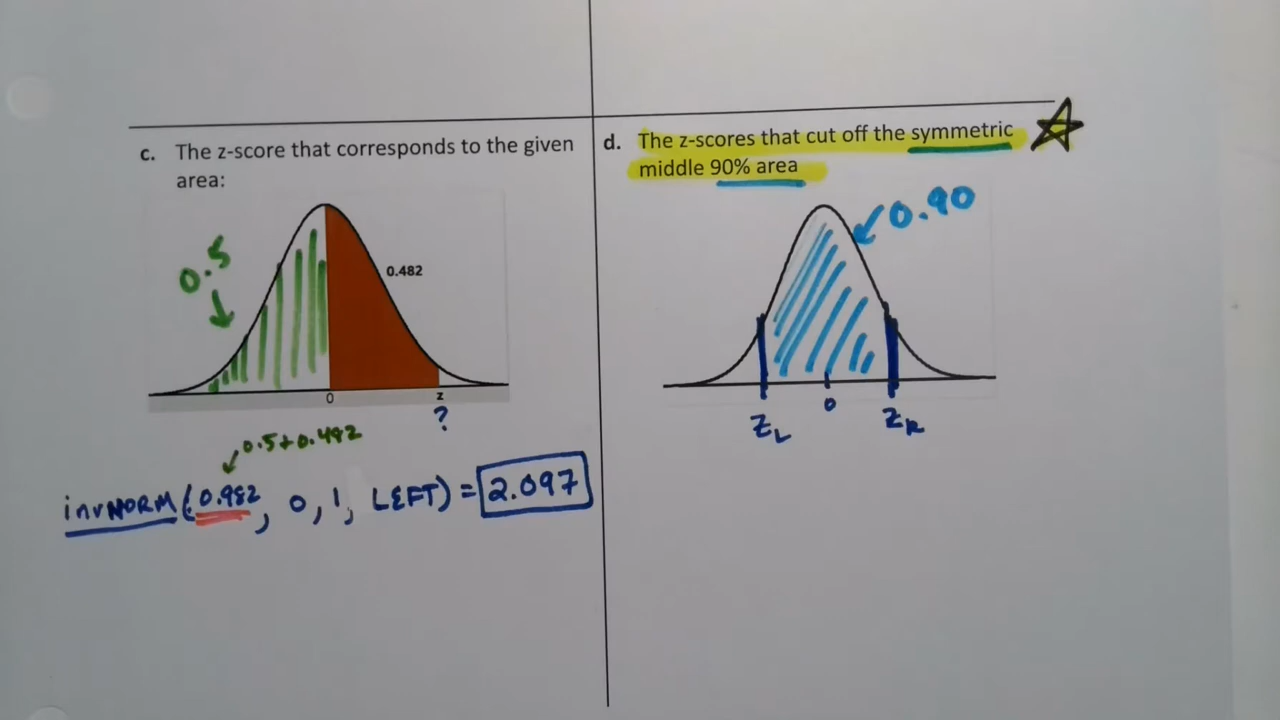 c. The z-score that corresponds to the given
area:
0.5
0.482
0
z
?
0.5+0.482
invNORM(0.982, 0, 1, LEFT) = 2.097
d. The z-scores that cut off the symmetric
middle 90% area
0.90
ZL
0
ZR